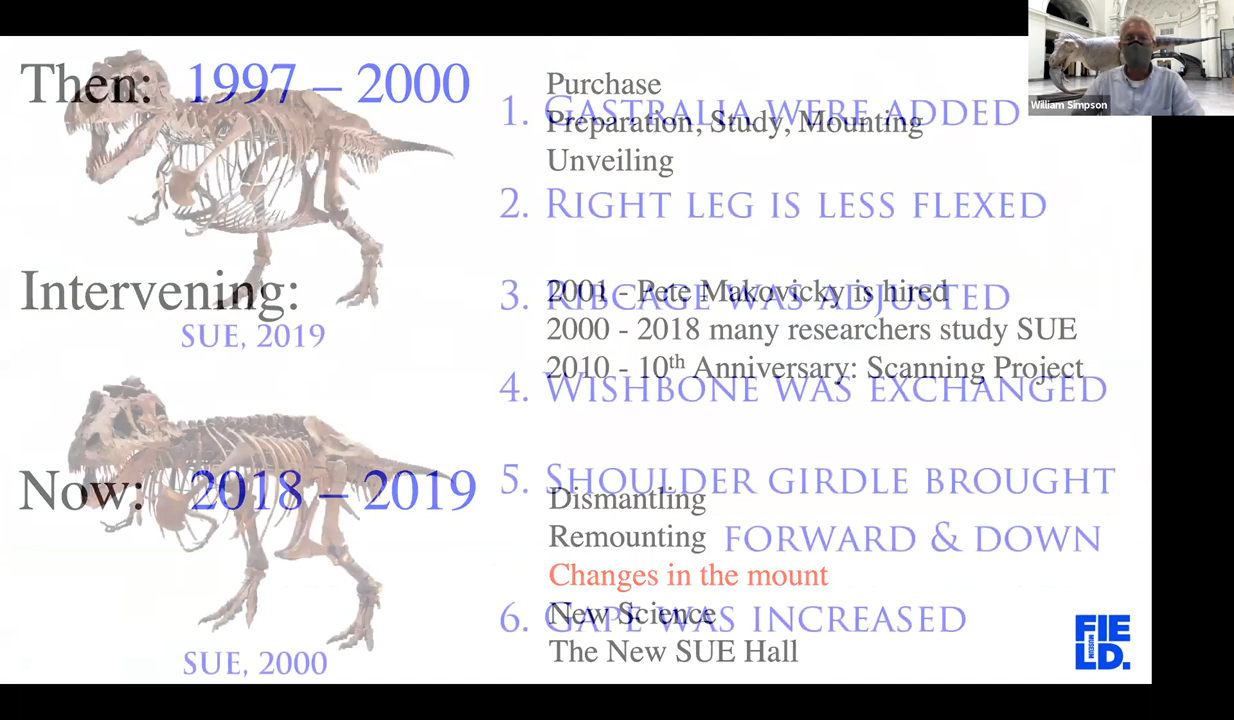 Then: 1997 – 2000
Purchase
Preparation, Study, Mounting
Unveiling
Intervening:
2001 - Pete Makovicky is hired
2000 - 2018 many researchers study SUE
2010 - 10th Anniversary: Scanning Project
Now: 2018 – 2019
Dismantling
Remounting
Changes in the mount
New Science
The New SUE Hall
1. GASTRALIA WERE ADDED
2. RIGHT LEG IS LESS FLEXED
3. RIBCAGE WAS ADJUSTED
4. WISHBONE WAS EXCHANGED
5. SHOULDER GIRDLE BROUGHT
FORWARD & DOWN
6. GAPE WAS INCREASED
SUE, 2019
SUE, 2000
William Simpson
FIE
LD.
MUSEUM